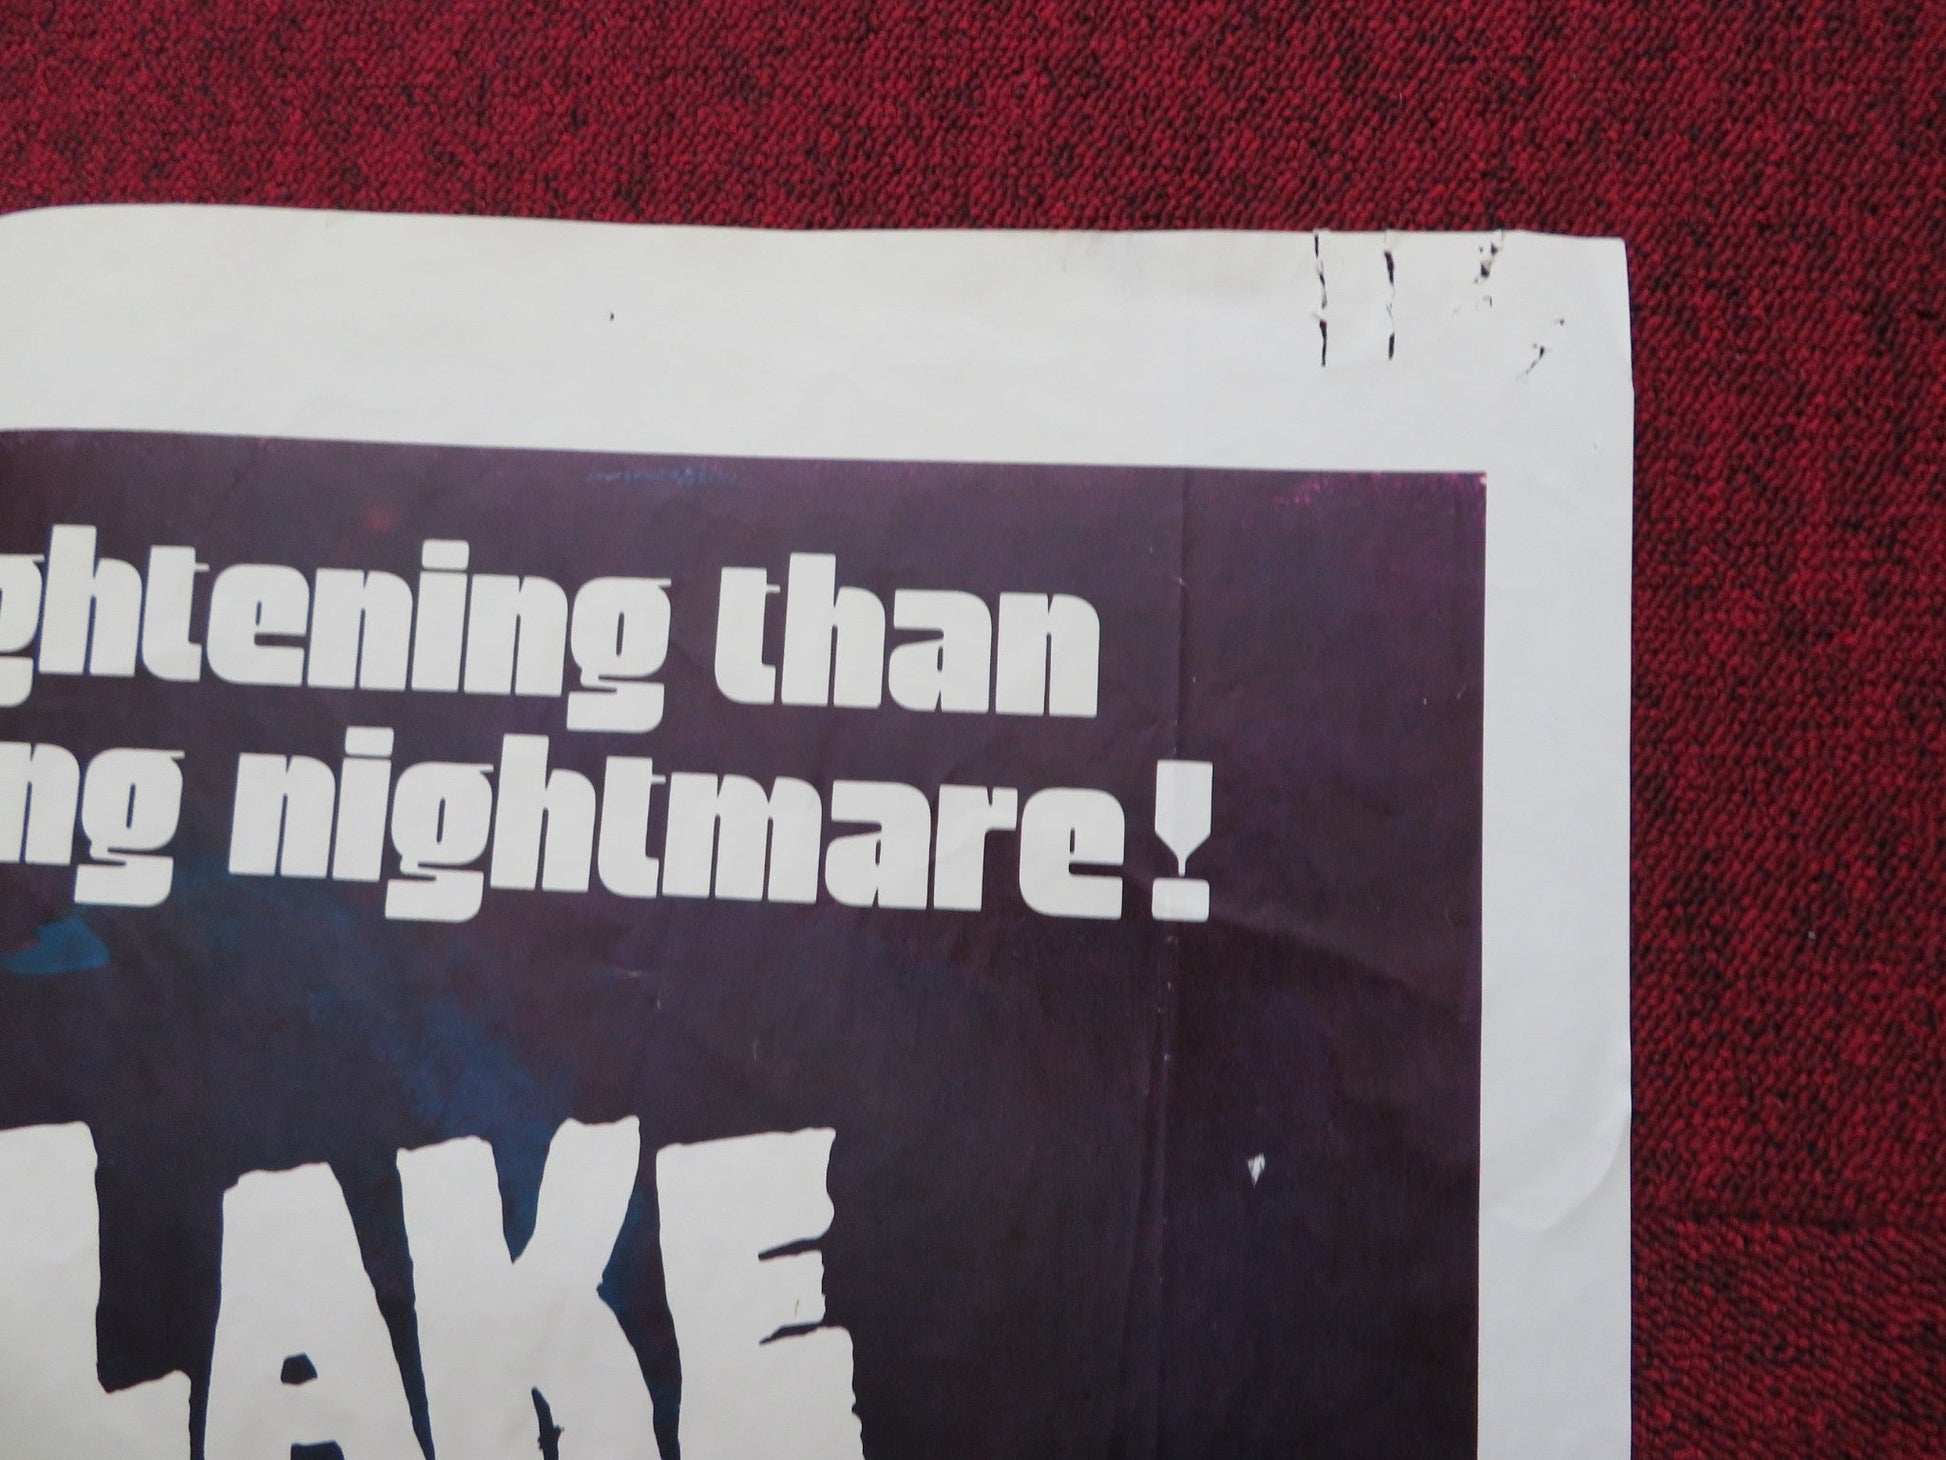 ghtening than
ng nightmare!
LAKE